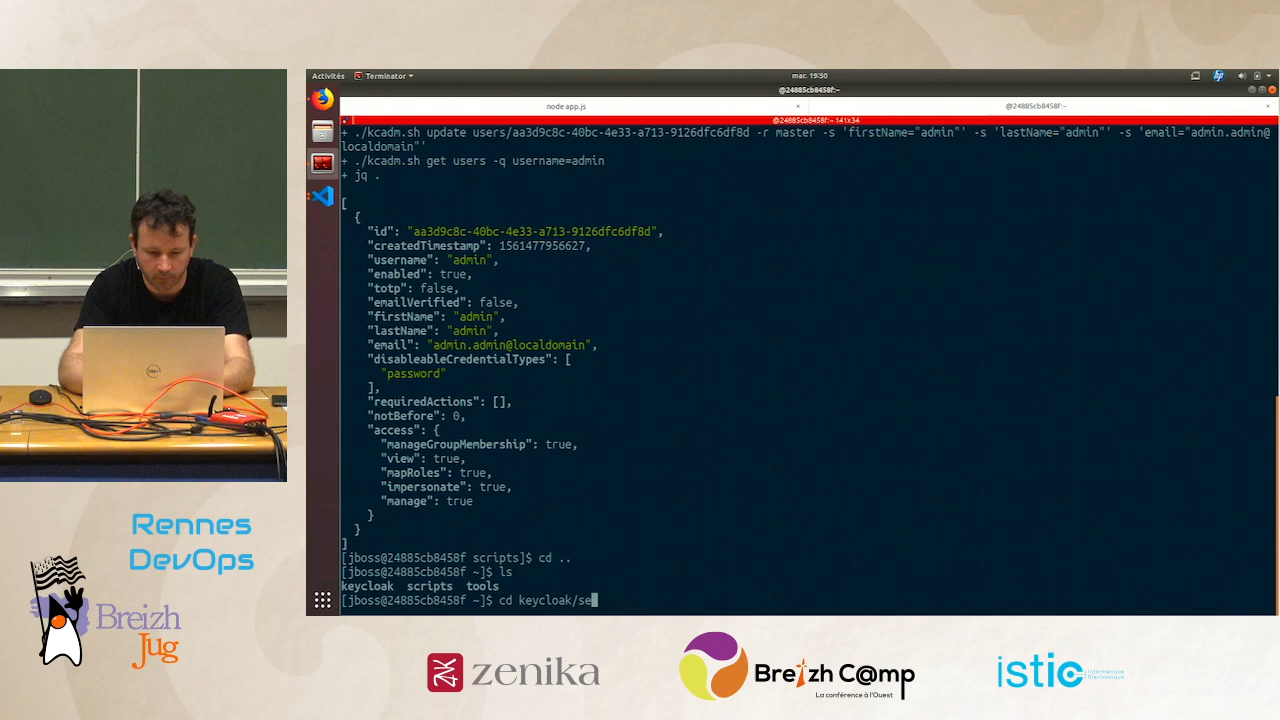 Activités Terminator mar. 19:50
@24885cb8458f:~
node app.js × @24885cb8458f:~ ×
@24885cb8458f:~ 141x34
+ ./kcadm.sh update users/aa3d9c8c-40bc-4e33-a713-9126dfc6df8d -r master -s 'firstName="admin"' -s 'lastName="admin"' -s 'email="admin.admin@
localdomain"'
+ ./kcadm.sh get users -q username=admin
+ jq .
[
{
"id": "aa3d9c8c-40bc-4e33-a713-9126dfc6df8d",
"createdTimestamp": 1561477956627,
"username": "admin",
"enabled": true,
"totp": false,
"emailVerified": false,
"firstName": "admin",
"lastName": "admin",
"email": "admin.admin@localdomain",
"disableableCredentialTypes": [
"password"
],
"requiredActions": [],
"notBefore": 0,
"access": {
"manageGroupMembership": true,
"view": true,
"mapRoles": true,
"impersonate": true,
"manage": true
}
}
]
[jboss@24885cb8458f scripts]$ cd ..
[jboss@24885cb8458f ~]$ ls
keycloak scripts tools
[jboss@24885cb8458f ~]$ cd keycloak/se
DELL
Rennes
DevOps
Breizh
Jug
zenika
Breizh C@mp
La conférence à l'Ouest
istic
Informatique
Électronique